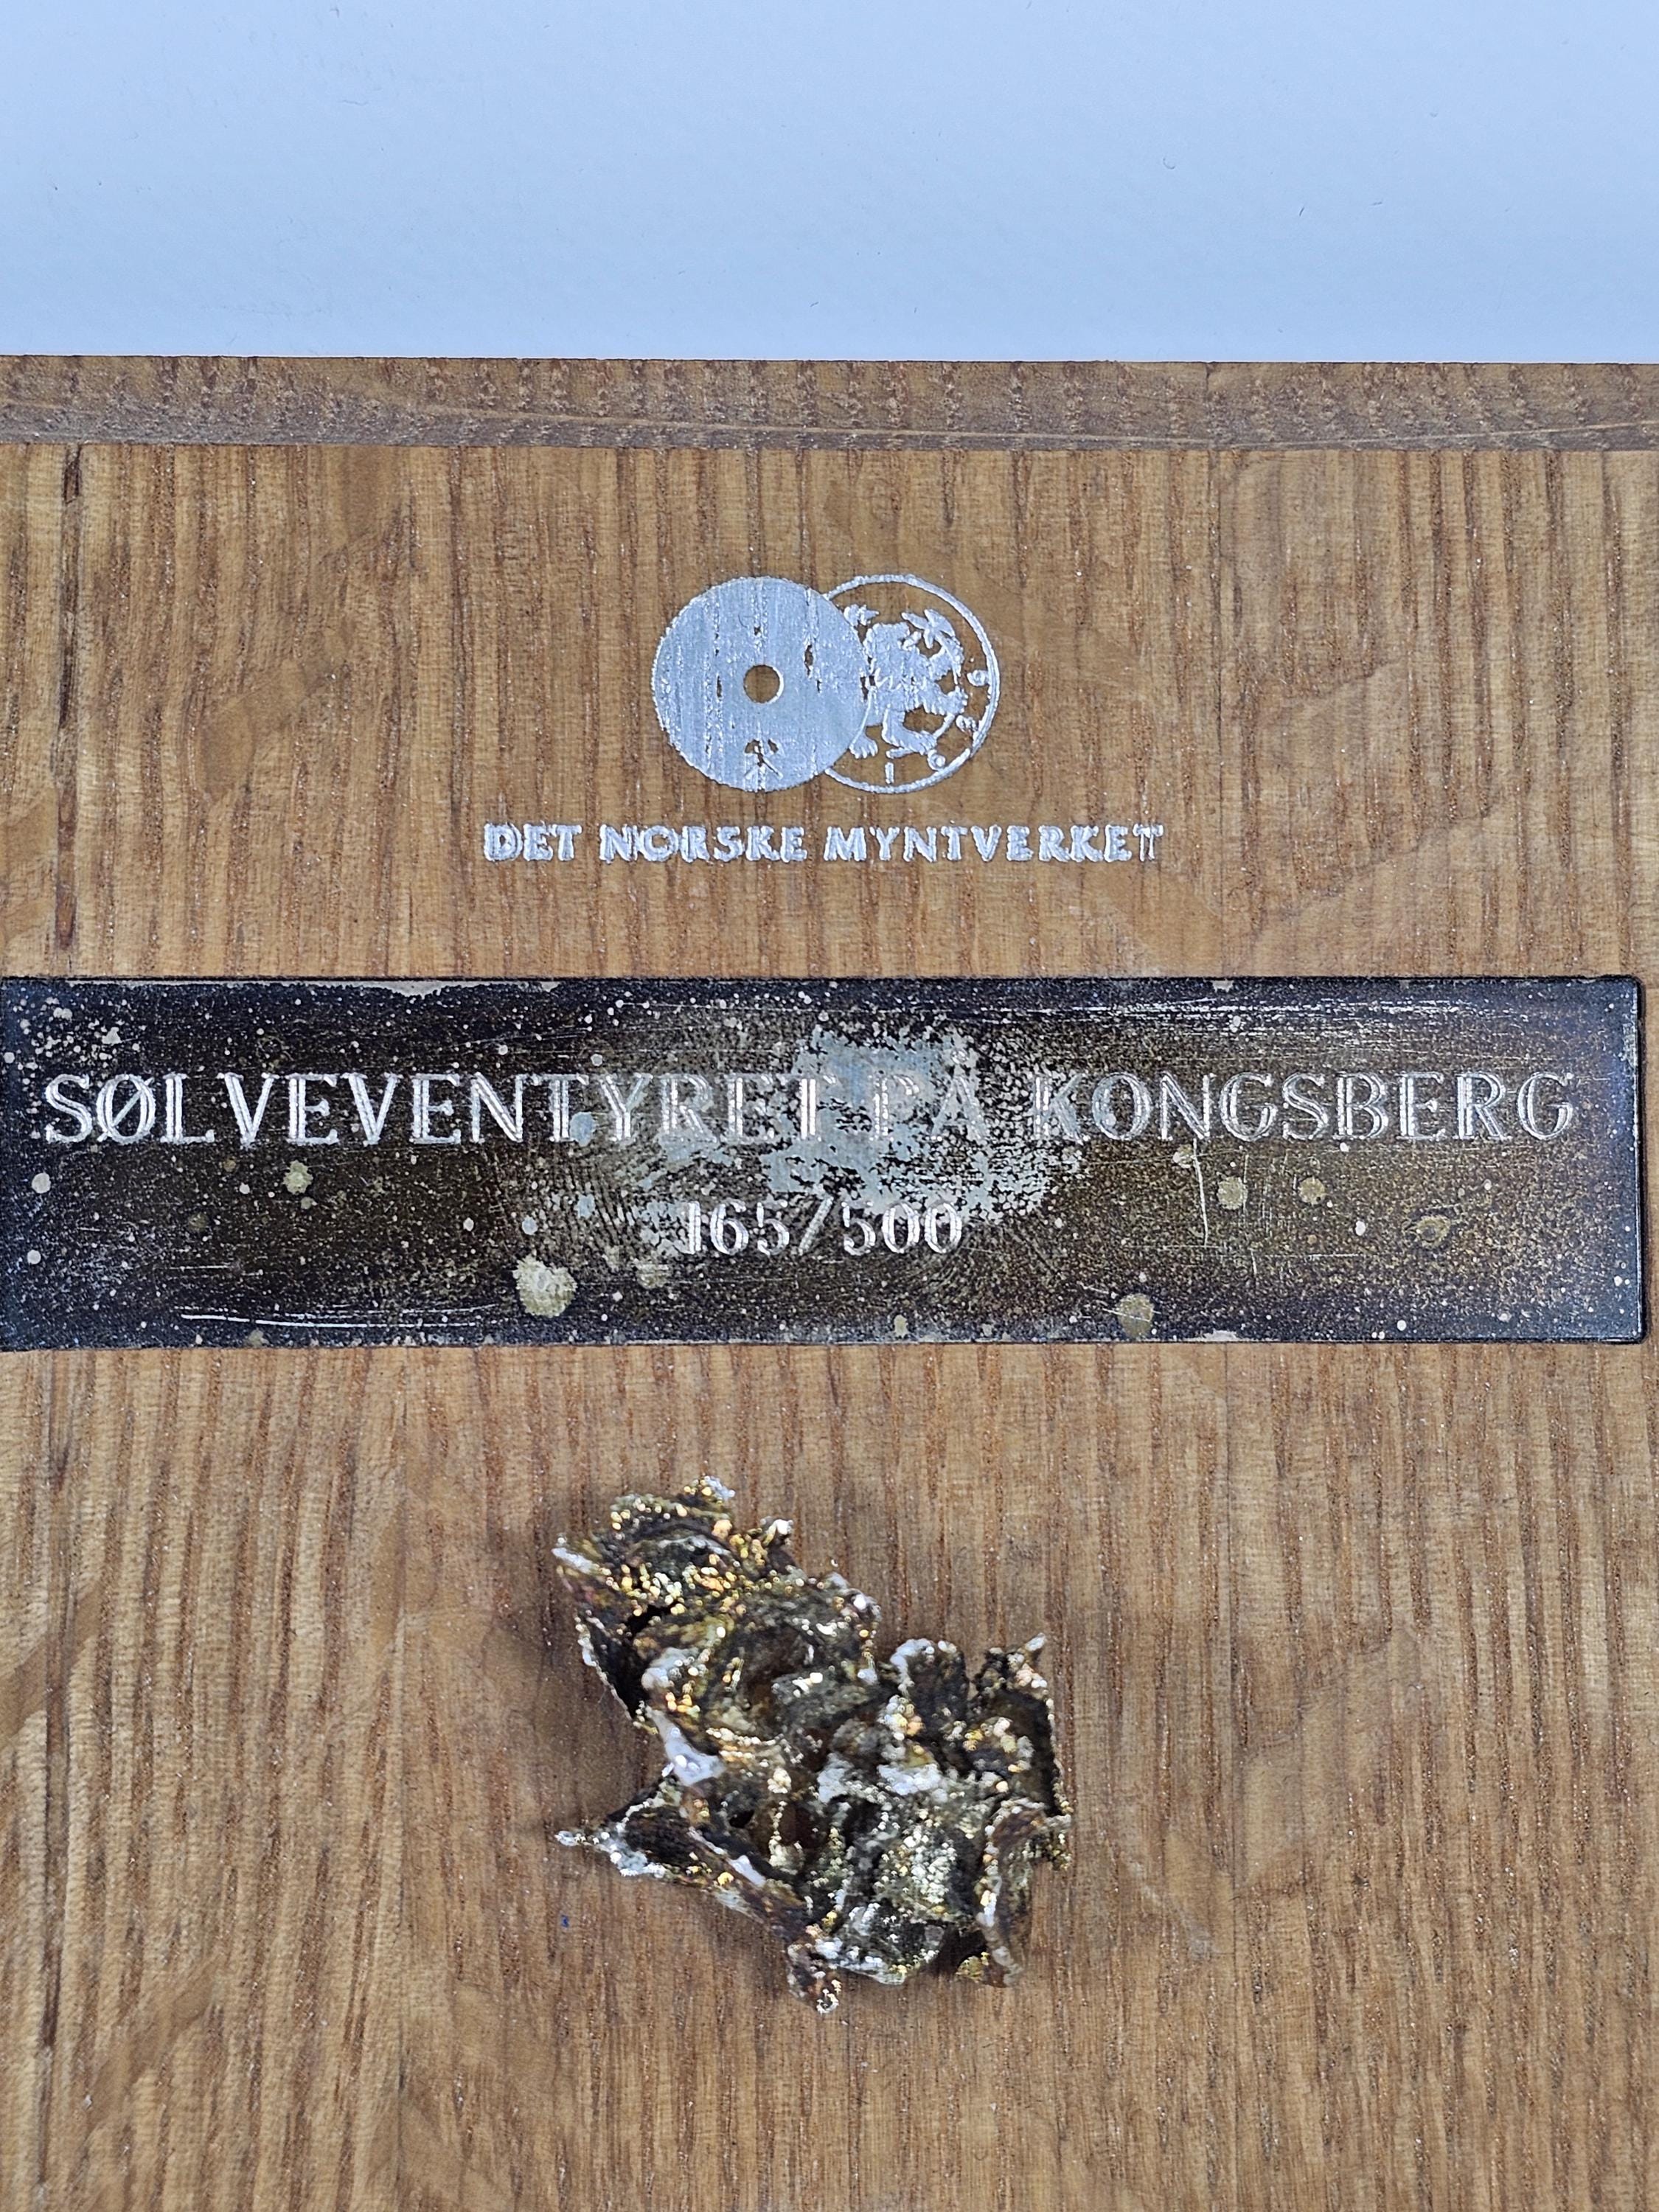 DET NORSKE MYNTVERKET
SØLVEVENTYRET PÅ KONGSBERG
165/500